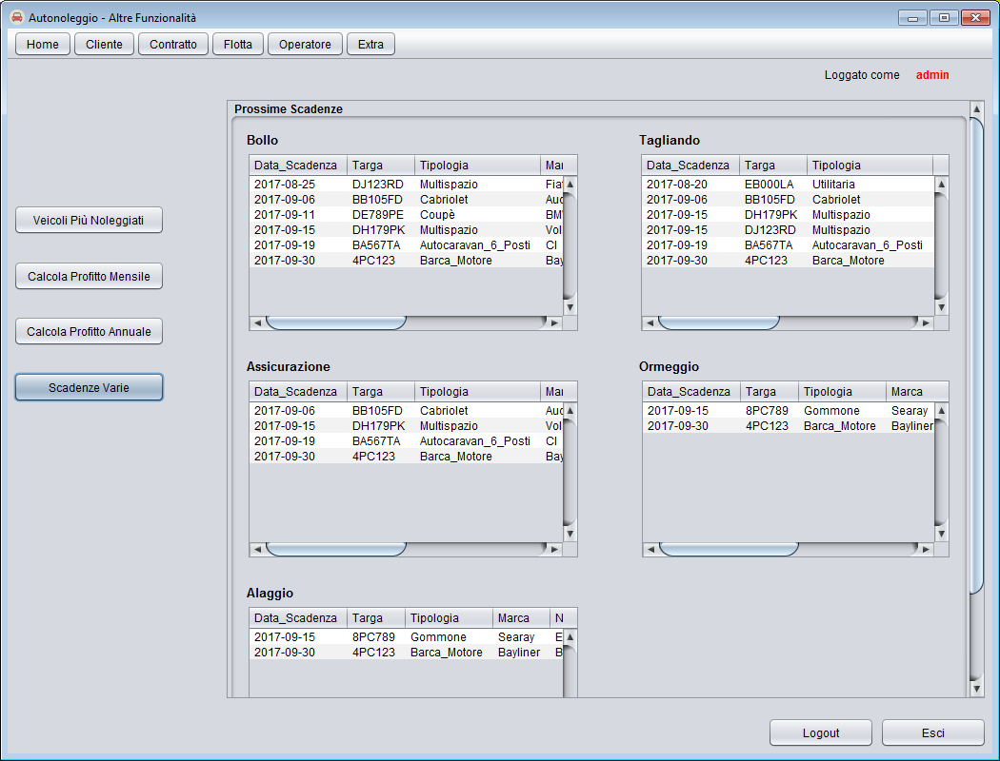 Autonoleggio - Altre Funzionalità
Home Cliente Contratto Flotta Operatore Extra
Loggato come admin
Veicoli Più Noleggiati
Calcola Profitto Mensile
Calcola Profitto Annuale
Scadenze Varie
Prossime Scadenze
Bollo
Data_Scadenza Targa Tipologia Mar
2017-08-25 DJ123RD Multispazio Fiat
2017-09-06 BB105FD Cabriolet Aud
2017-09-11 DE789PE Coupè BMW
2017-09-15 DH179PK Multispazio Vol
2017-09-19 BA567TA Autocaravan_6_Posti CI
2017-09-30 4PC123 Barca_Motore Bay
Tagliando
Data_Scadenza Targa Tipologia
2017-08-20 EB000LA Utilitaria
2017-09-06 BB105FD Cabriolet
2017-09-15 DH179PK Multispazio
2017-09-15 DJ123RD Multispazio
2017-09-19 BA567TA Autocaravan_6_Posti
2017-09-30 4PC123 Barca_Motore
Assicurazione
Data_Scadenza Targa Tipologia Mar
2017-09-06 BB105FD Cabriolet Aud
2017-09-15 DH179PK Multispazio Vol
2017-09-19 BA567TA Autocaravan_6_Posti CI
2017-09-30 4PC123 Barca_Motore Bay
Ormeggio
Data_Scadenza Targa Tipologia Marca
2017-09-15 8PC789 Gommone Searay
2017-09-30 4PC123 Barca_Motore Bayliner
Alaggio
Data_Scadenza Targa Tipologia Marca N
2017-09-15 8PC789 Gommone Searay E
2017-09-30 4PC123 Barca_Motore Bayliner B
Logout Esci